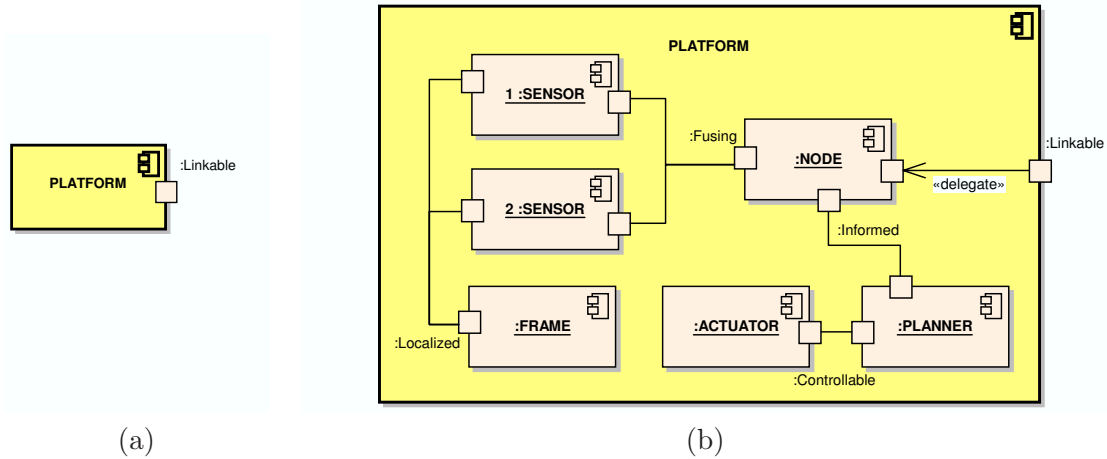 PLATFORM
:Linkable
(a)
PLATFORM
1 :SENSOR
:Fusing
:NODE
:Linkable
«delegate»
2 :SENSOR
:Informed
:FRAME
:ACTUATOR
:PLANNER
:Localized
:Controllable
(b)